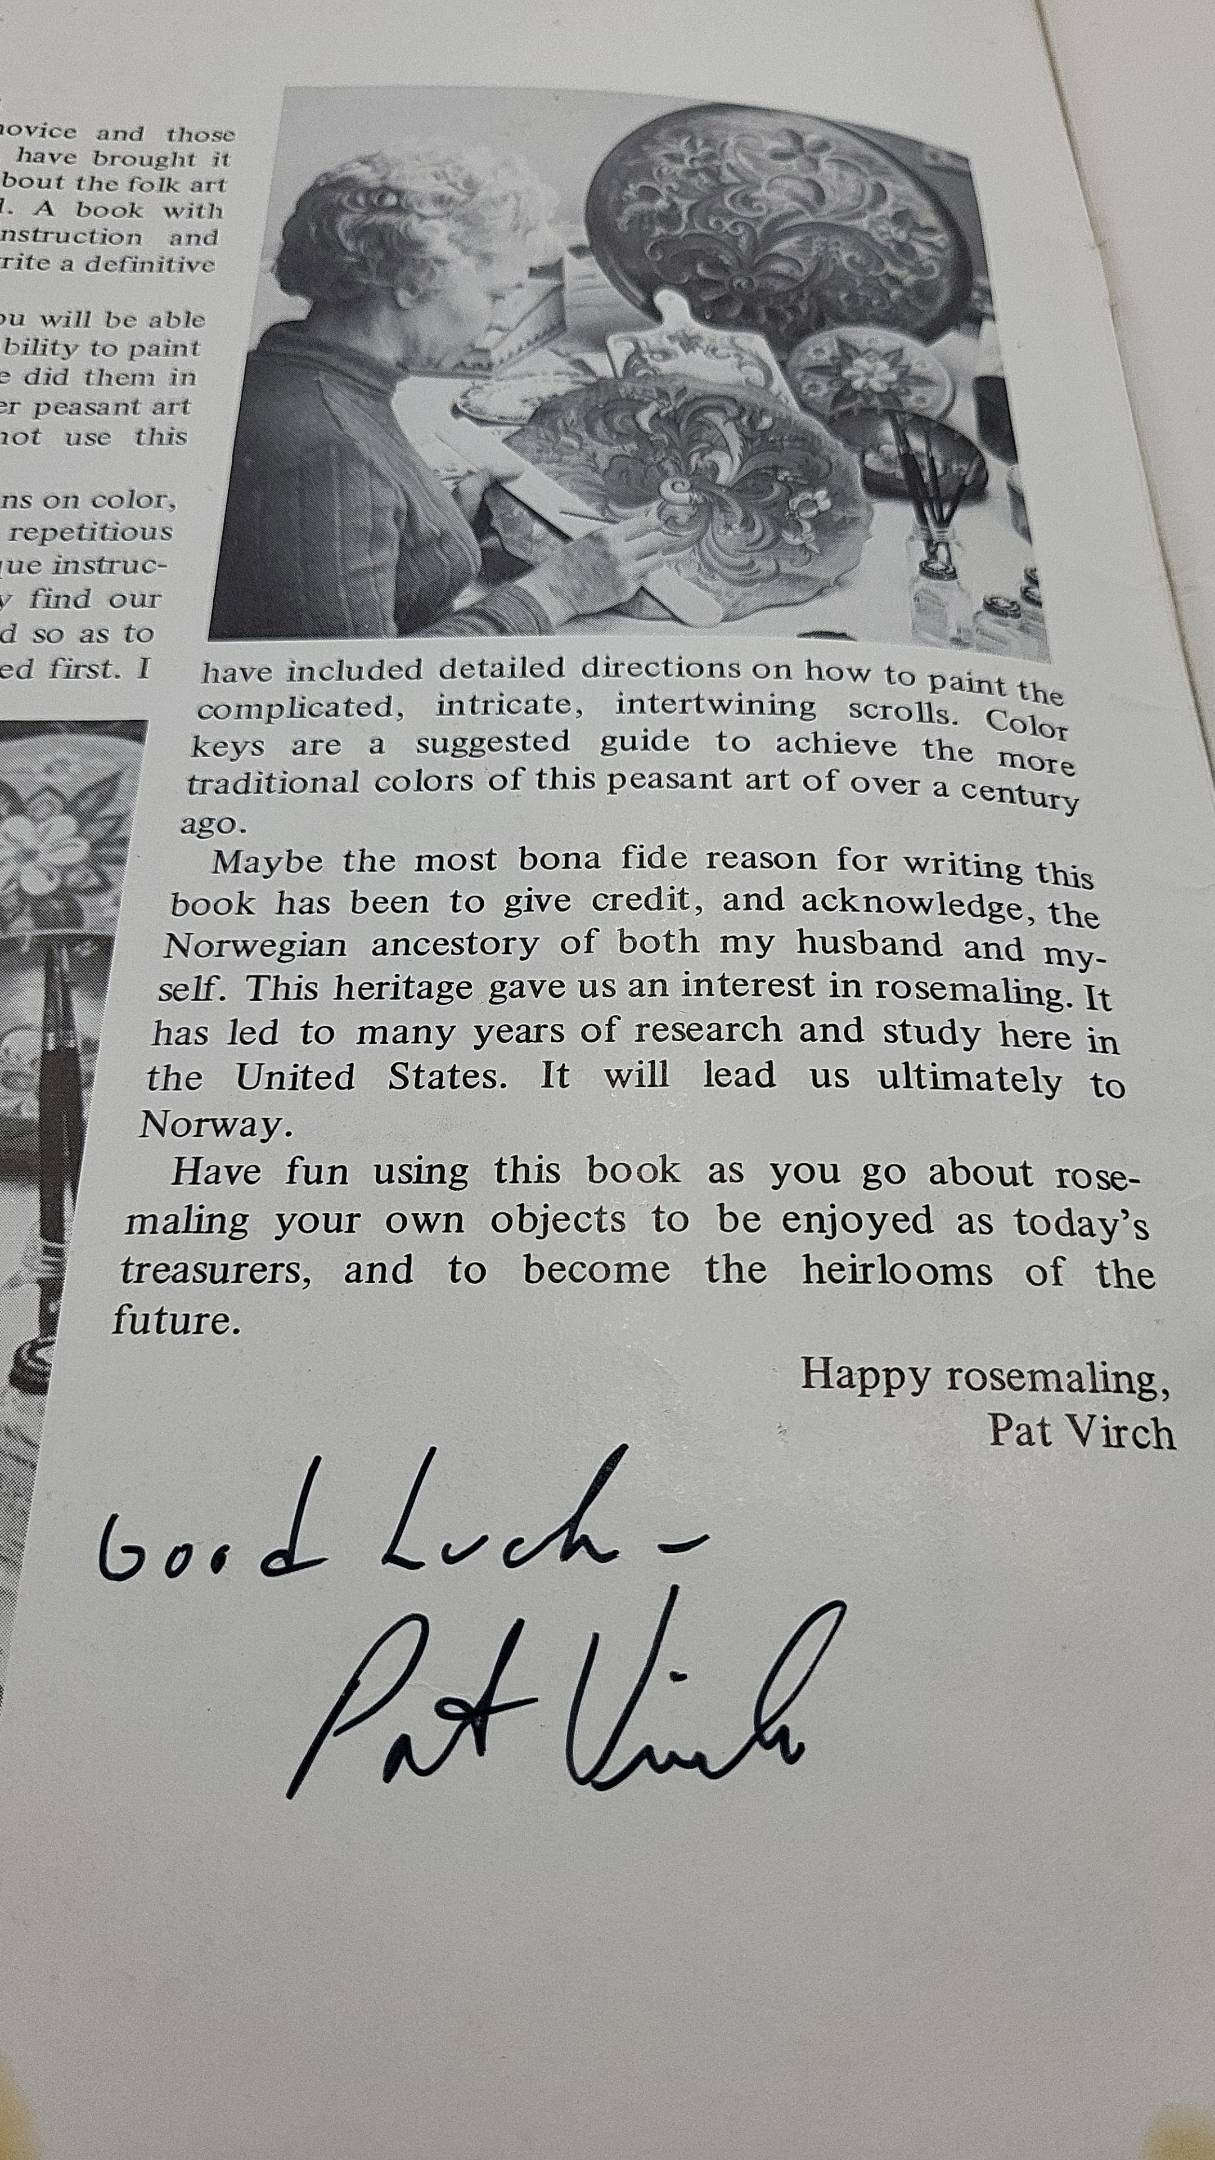 novice and those
have brought it
bout the folk art
. A book with
nstruction and
rite a definitive
ou will be able
bility to paint
e did them in
er peasant art
not use this
ns on color,
repetitious
que instruc-
y find our
d so as to
ed first. I
have included detailed directions on how to paint the
complicated, intricate, intertwining scrolls. Color
keys are a suggested guide to achieve the more
traditional colors of this peasant art of over a century
ago.
Maybe the most bona fide reason for writing this
book has been to give credit, and acknowledge, the
Norwegian ancestory of both my husband and my-
self. This heritage gave us an interest in rosemaling. It
has led to many years of research and study here in
the United States. It will lead us ultimately to
Norway.
Have fun using this book as you go about rose-
maling your own objects to be enjoyed as today's
treasurers, and to become the heirlooms of the
future.
Happy rosemaling,
Pat Virch
Good Luck -
Pat Virch